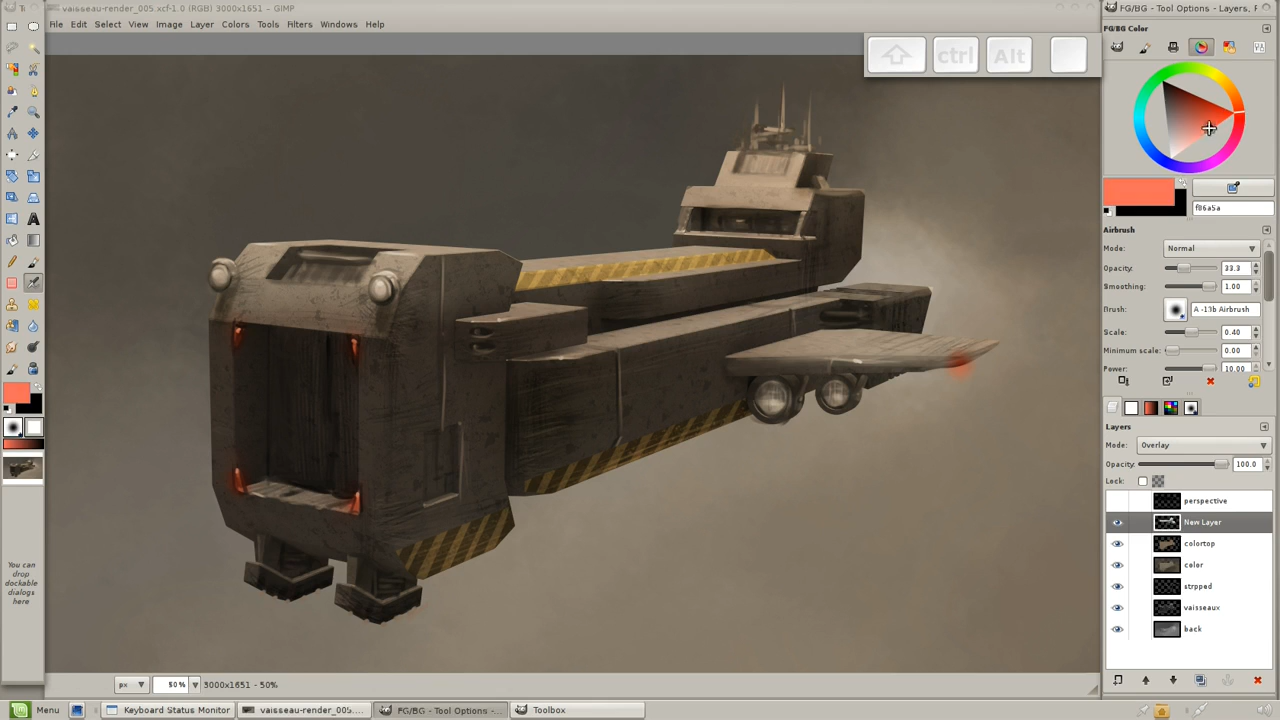 vaisseau-render_005.xcf-1.0 (RGB) 3000x1651 – GIMP
FG/BG - Tool Options - Layers, F
File Edit Select View Image Layer Colors Tools Filters Windows Help
FG/BG Color
ctrl Alt
f86a5a
Airbrush
Mode: Normal
Opacity: 33.3
Smoothing: 1.00
Brush: A -13b Airbrush
Scale: 0.40
Minimum scale: 0.00
Power: 10.00
Layers
Mode: Overlay
Opacity: 100.0
Lock:
perspective
New Layer
colortop
color
strpped
vaisseaux
back
You can
drop
dockable
dialogs
here
px 50% 3000x1651 - 50%
Menu Keyboard Status Monitor vaisseau-render_005.... FG/BG - Tool Options -... Toolbox